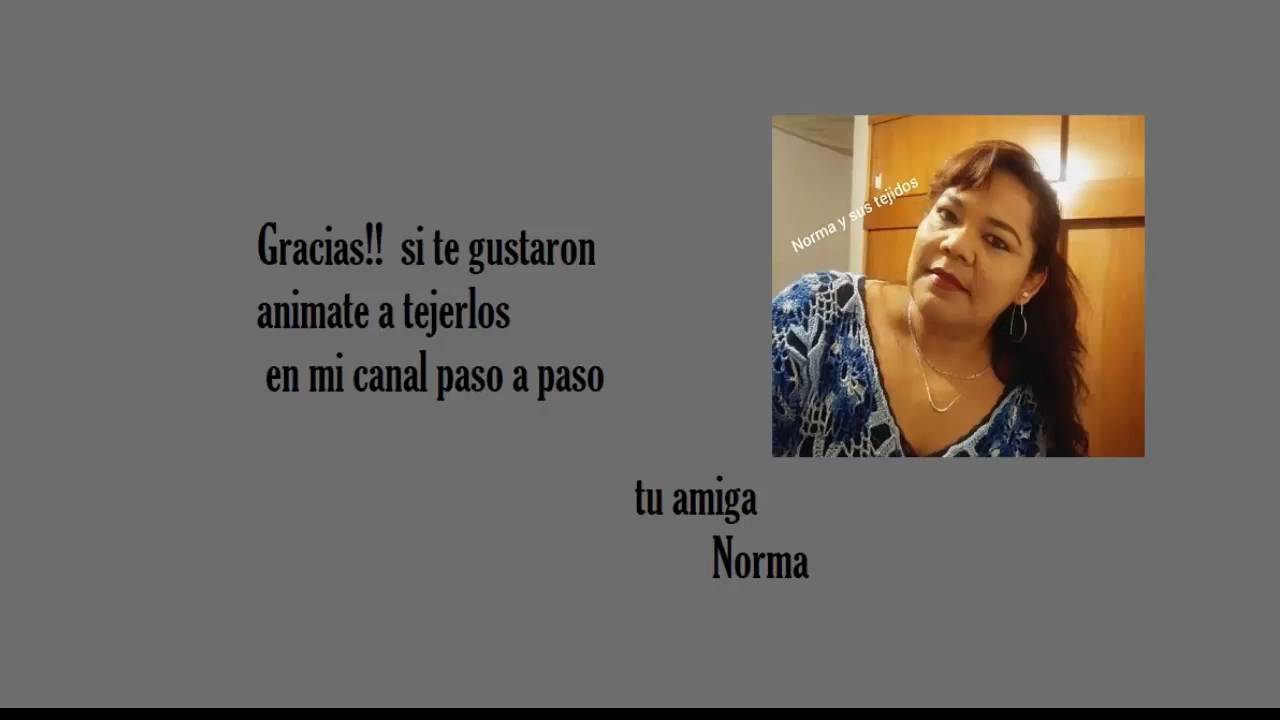 Gracias!!  si te gustaron
animate a tejerlos
en mi canal paso a paso
Norma y sus tejidos
tu amiga
Norma